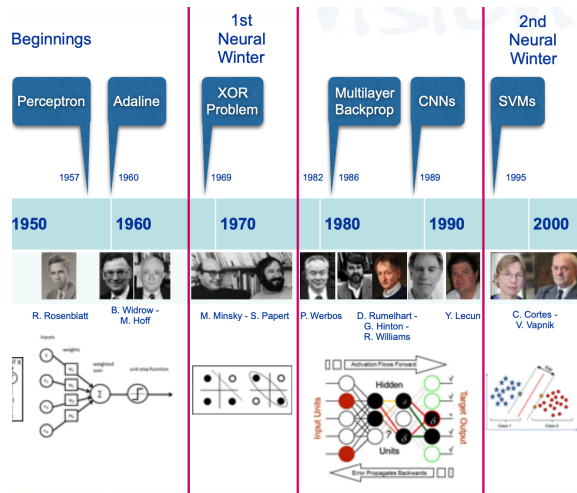 Beginnings
1st
Neural
Winter
2nd
Neural
Winter
Perceptron
Adaline
XOR
Problem
Multilayer
Backprop
CNNs
SVMs
1957
1960
1969
1982
1986
1989
1995
1950
1960
1970
1980
1990
2000
R. Rosenblatt
B. Widrow -
M. Hoff
M. Minsky - S. Papert
P. Werbos
D. Rumelhart -
G. Hinton -
R. Williams
Y. Lecun
C. Cortes -
V. Vapnik
inputs
weights
weighted
sum
unit step function
Σ
Activation Flows Forward
Hidden
Units
?
Input Units
Target Output
Error Propagates Backwards
Class 1
Class 2